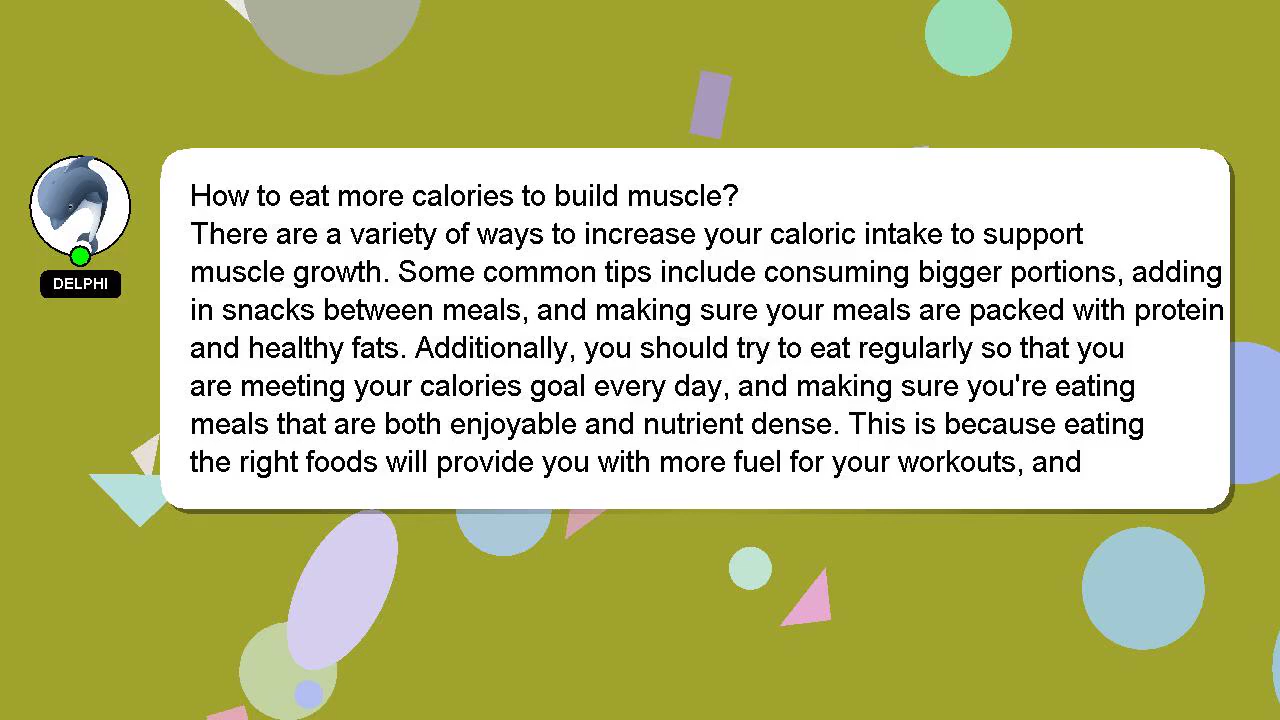 How to eat more calories to build muscle?
There are a variety of ways to increase your caloric intake to support
muscle growth. Some common tips include consuming bigger portions, adding
in snacks between meals, and making sure your meals are packed with protein
and healthy fats. Additionally, you should try to eat regularly so that you
are meeting your calories goal every day, and making sure you're eating
meals that are both enjoyable and nutrient dense. This is because eating
the right foods will provide you with more fuel for your workouts, and
DELPHI